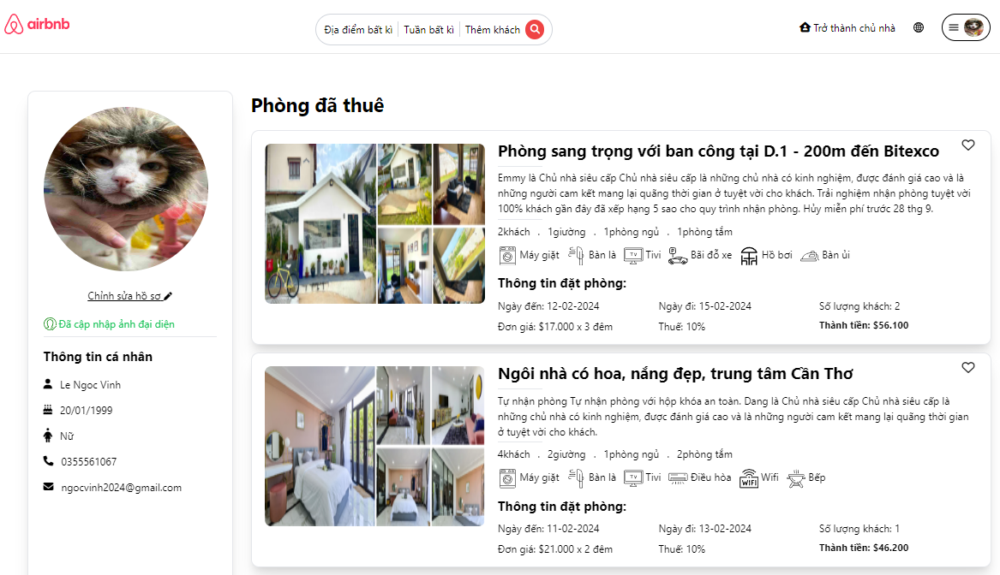 airbnb
Địa điểm bất kì Tuần bất kì Thêm khách
Trở thành chủ nhà
Chỉnh sửa hồ sơ
Đã cập nhập ảnh đại diện
Thông tin cá nhân
Le Ngoc Vinh
20/01/1999
Nữ
0355561067
ngocvinh2024@gmail.com
Phòng đã thuê
Phòng sang trọng với ban công tại D.1 - 200m đến Bitexco
Emmy là Chủ nhà siêu cấp Chủ nhà siêu cấp là những chủ nhà có kinh nghiệm, được đánh giá cao và là
những người cam kết mang lại quãng thời gian ở tuyệt vời cho khách. Trải nghiệm nhận phòng tuyệt vời
100% khách gần đây đã xếp hạng 5 sao cho quy trình nhận phòng. Hủy miễn phí trước 28 thg 9.
2khách . 1giường . 1phòng ngủ . 1phòng tắm
Máy giặt Bàn là TV Tivi Bãi đỗ xe Hồ bơi Bàn ủi
Thông tin đặt phòng:
Ngày đến: 12-02-2024 Ngày đi: 15-02-2024 Số lượng khách: 2
Đơn giá: $17.000 x 3 đêm Thuế: 10% Thành tiền: $56.100
Ngôi nhà có hoa, nắng đẹp, trung tâm Cần Thơ
Tự nhận phòng Tự nhận phòng với hộp khóa an toàn. Dang là Chủ nhà siêu cấp Chủ nhà siêu cấp là
những chủ nhà có kinh nghiệm, được đánh giá cao và là những người cam kết mang lại quãng thời gian
ở tuyệt vời cho khách.
4khách . 2giường . 1phòng ngủ . 2phòng tắm
Máy giặt Bàn là TV Tivi Điều hòa WIFI Wifi Bếp
Thông tin đặt phòng:
Ngày đến: 11-02-2024 Ngày đi: 13-02-2024 Số lượng khách: 1
Đơn giá: $21.000 x 2 đêm Thuế: 10% Thành tiền: $46.200